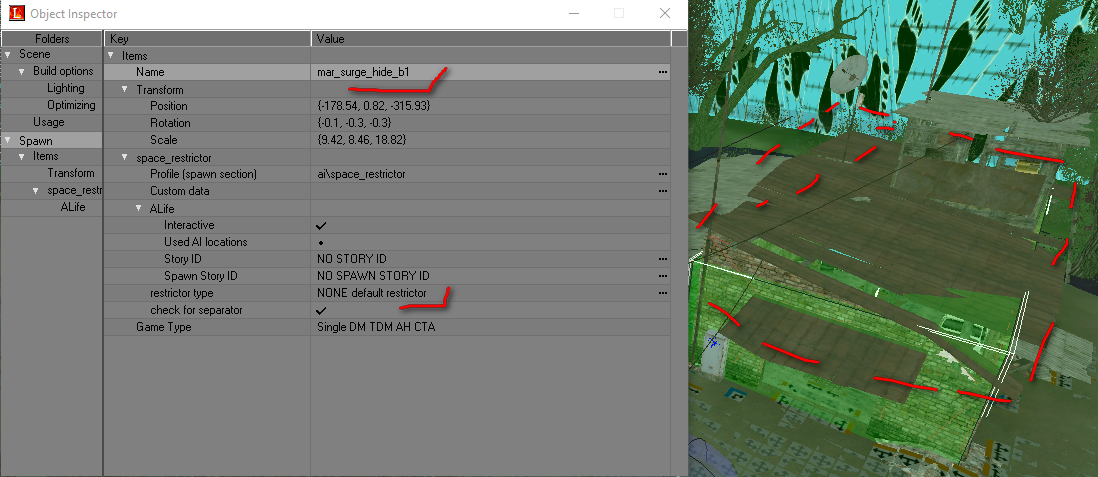 L Object Inspector
Folders Key Value
Scene Items
Build options Name mar_surge_hide_b1 ...
Lighting Transform
Optimizing Position {-178.54, 0.82, -315.93}
Usage Rotation {-0.1, -0.3, -0.3}
Spawn Scale {9.42, 8.46, 18.82}
Items space_restrictor
Transform Profile (spawn section) ai\space_restrictor ...
space_restr Custom data ...
ALife ALife
Interactive
Used AI locations
Story ID NO STORY ID ...
Spawn Story ID NO SPAWN STORY ID ...
restrictor type NONE default restrictor ...
check for separator
Game Type Single DM TDM AH CTA